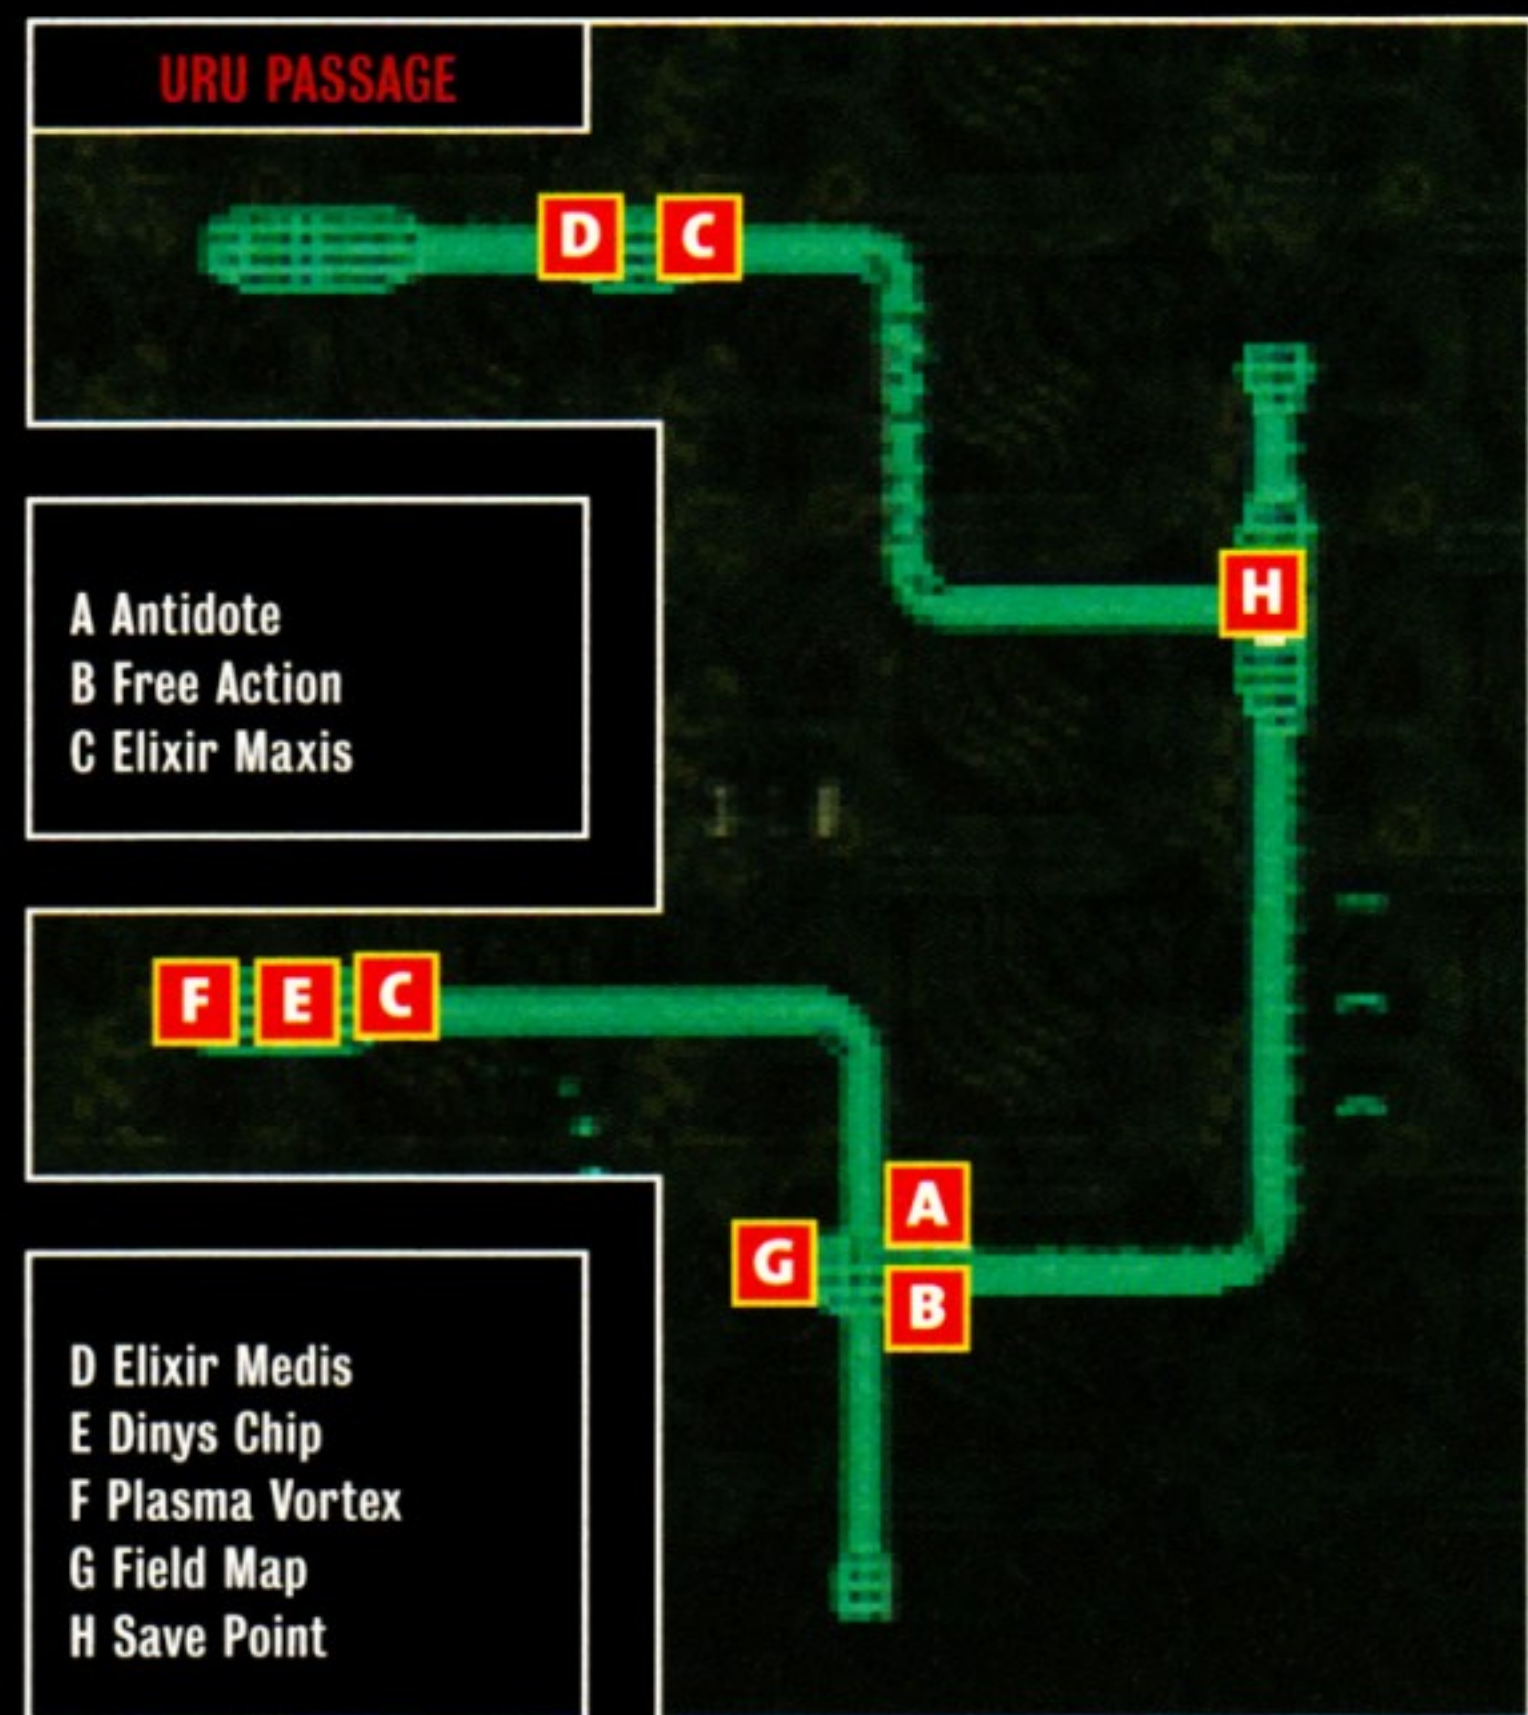 URU PASSAGE
D C
H
A Antidote
B Free Action
C Elixir Maxis
F E C
A
G
B
D Elixir Medis
E Dinys Chip
F Plasma Vortex
G Field Map
H Save Point